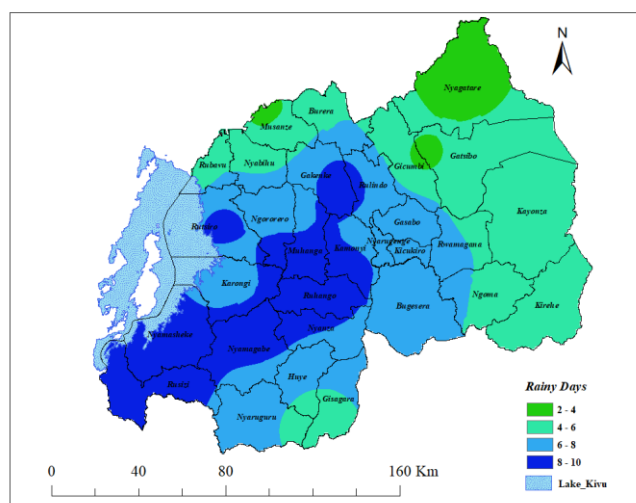 N
Nyagatare
Burera
Musanze
Rubavu
Nyabihu
Gicumbi
Gatsibo
Gakenke
Rulindo
Kayonza
Rutsiro
Ngororero
Gasabo
Muhanga
Kamonyi
Nyarugenge
Kicukiro
Rwamagana
Karongi
Ruhango
Bugesera
Ngoma
Kirehe
Nyamasheke
Nyanza
Nyamagabe
Rusizi
Huye
Gisagara
Nyaruguru
Rainy Days
2 - 4
4 - 6
6 - 8
8 - 10
Lake_Kivu
0 40 80 160 Km